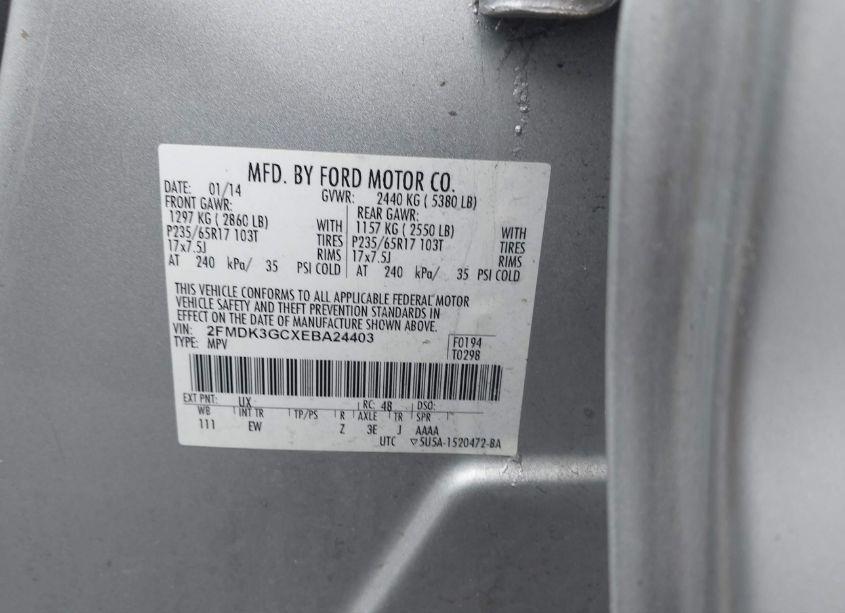 MFD. BY FORD MOTOR CO.
DATE: 01/14 GVWR: 2440 KG ( 5380 LB)
FRONT GAWR: REAR GAWR:
1297 KG ( 2860 LB) WITH 1157 KG ( 2550 LB) WITH
P235/65R17 103T TIRES P235/65R17 103T TIRES
17x7.5J RIMS 17x7.5J RIMS
AT 240 kPa/ 35 PSI COLD AT 240 kPa/ 35 PSI COLD
THIS VEHICLE CONFORMS TO ALL APPLICABLE FEDERAL MOTOR
VEHICLE SAFETY AND THEFT PREVENTION STANDARDS IN
EFFECT ON THE DATE OF MANUFACTURE SHOWN ABOVE.
VIN: 2FMDK3GCXEBA24403 F0194
TYPE: MPV T0298
EXT PNT: UX RC: 48 DSO:
WB INT TR TP/PS R AXLE TR SPR
111 EW Z 3E J AAAA
UTC ▽5U5A-1520472-BA